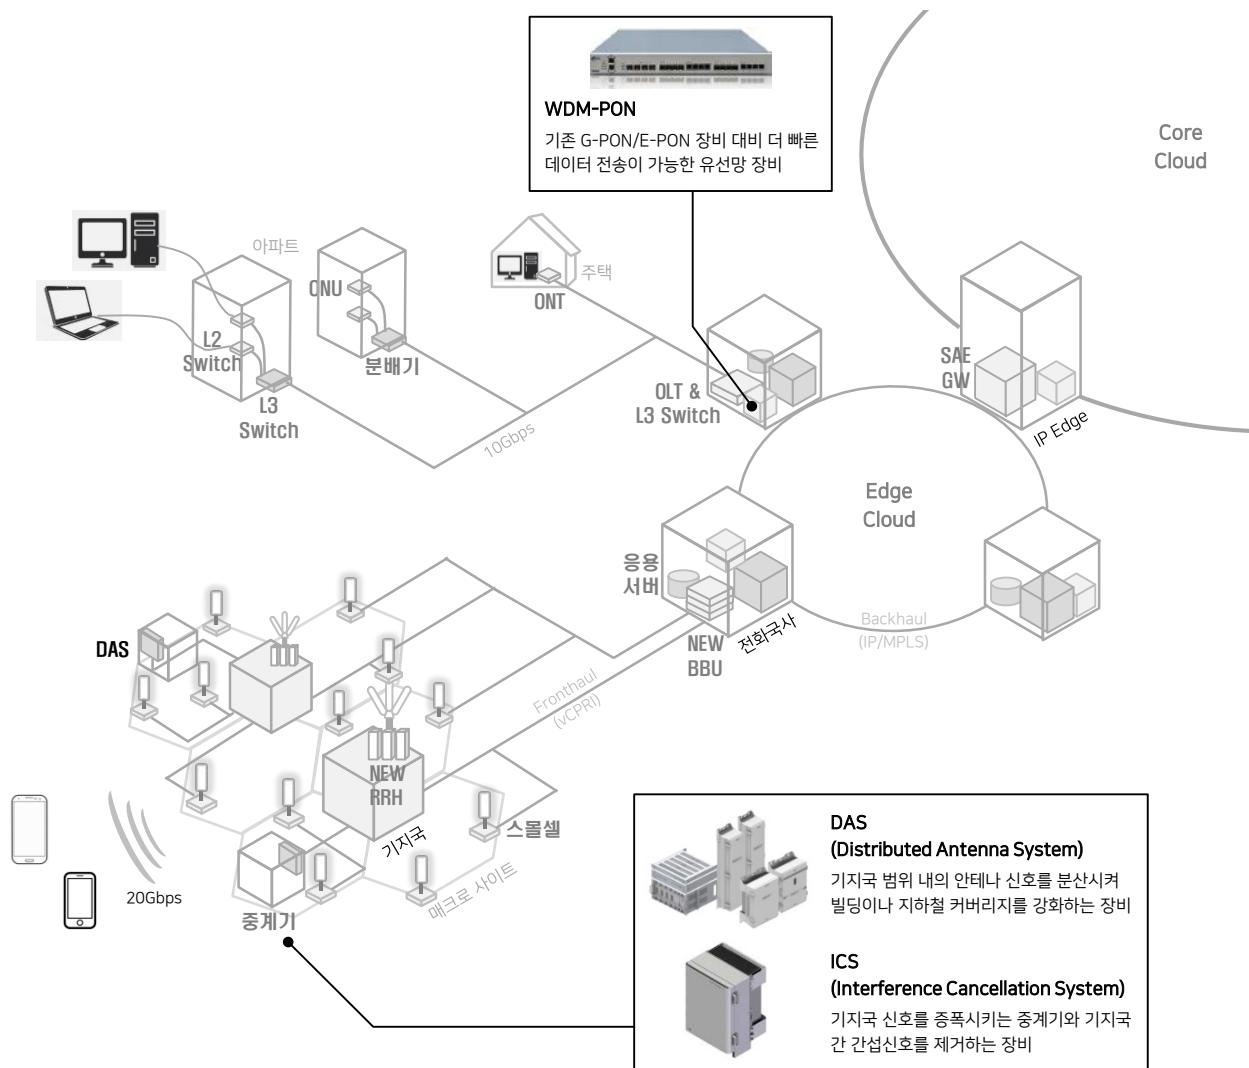 WDM-PON
기존 G-PON/E-PON 장비 대비 더 빠른
데이터 전송이 가능한 유선망 장비
Core
Cloud
아파트
주택
ONU
ONT
L2
Switch
분배기
L3
Switch
10Gbps
OLT &
L3 Switch
SAE
GW
IP Edge
Edge
Cloud
응용
서버
NEW
BBU
전화국사
Backhaul
(IP/MPLS)
DAS
Fronthaul
(vCPRI)
NEW
RRH
기지국
스몰셀
매크로 사이트
중계기
20Gbps
DAS
(Distributed Antenna System)
기지국 범위 내의 안테나 신호를 분산시켜
빌딩이나 지하철 커버리지를 강화하는 장비
ICS
(Interference Cancellation System)
기지국 신호를 증폭시키는 중계기와 기지국
간 간섭신호를 제거하는 장비